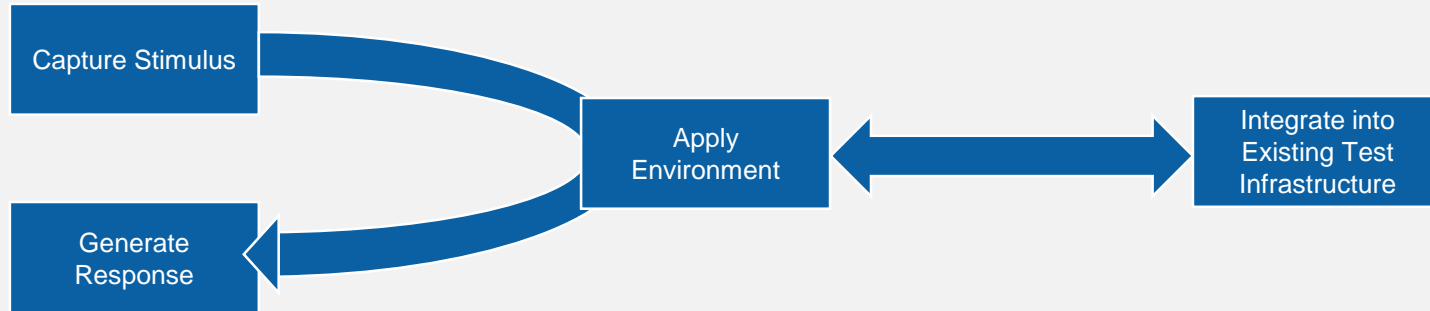 Capture Stimulus
Apply
Environment
Integrate into
Existing Test
Infrastructure
Generate
Response